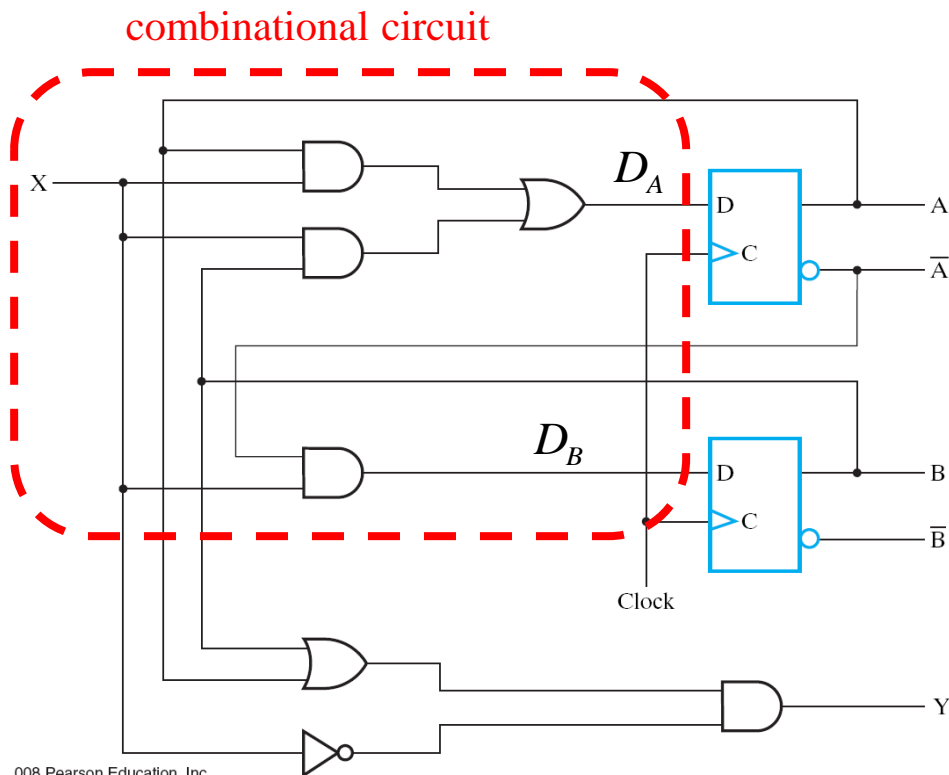 combinational circuit
X
D_A
D
A
C
A̅
D_B
D
B
C
B̅
Clock
Y
008 Pearson Education, Inc